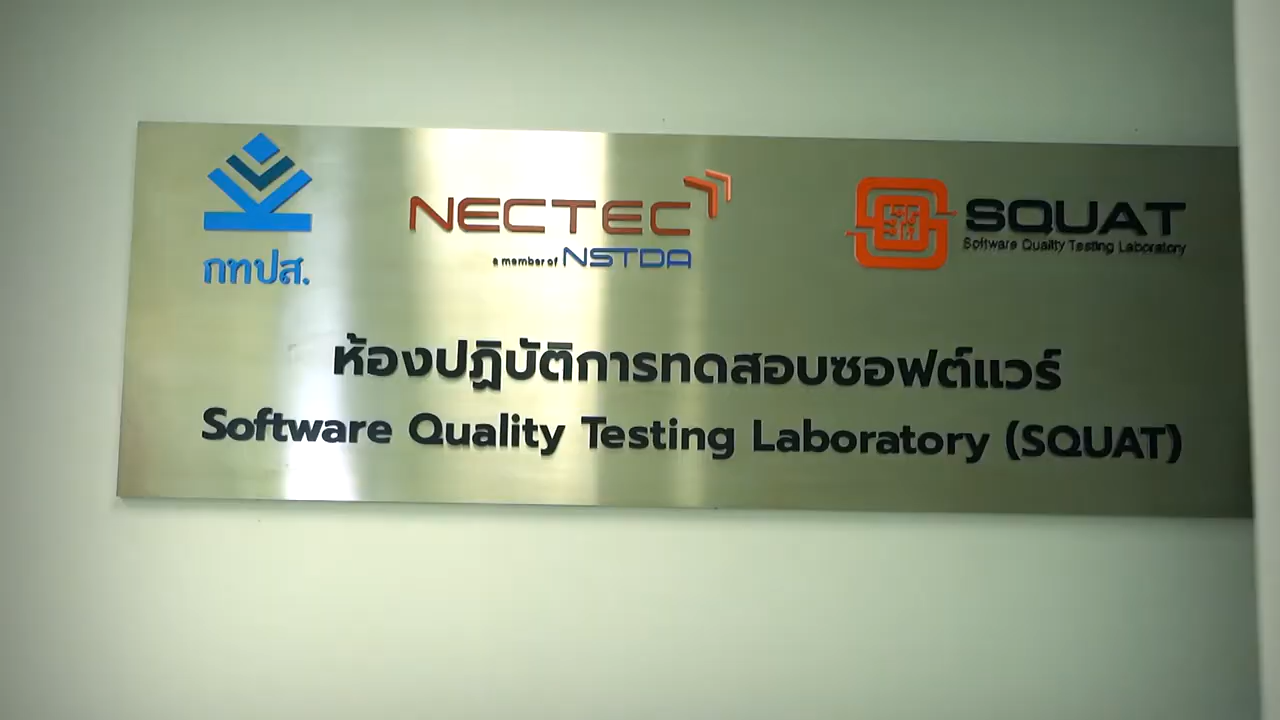 กทปส.
NECTEC
a member of NSTDA
SQUAT
Software Quality Testing Laboratory
ห้องปฏิบัติการทดสอบซอฟต์แวร์
Software Quality Testing Laboratory (SQUAT)